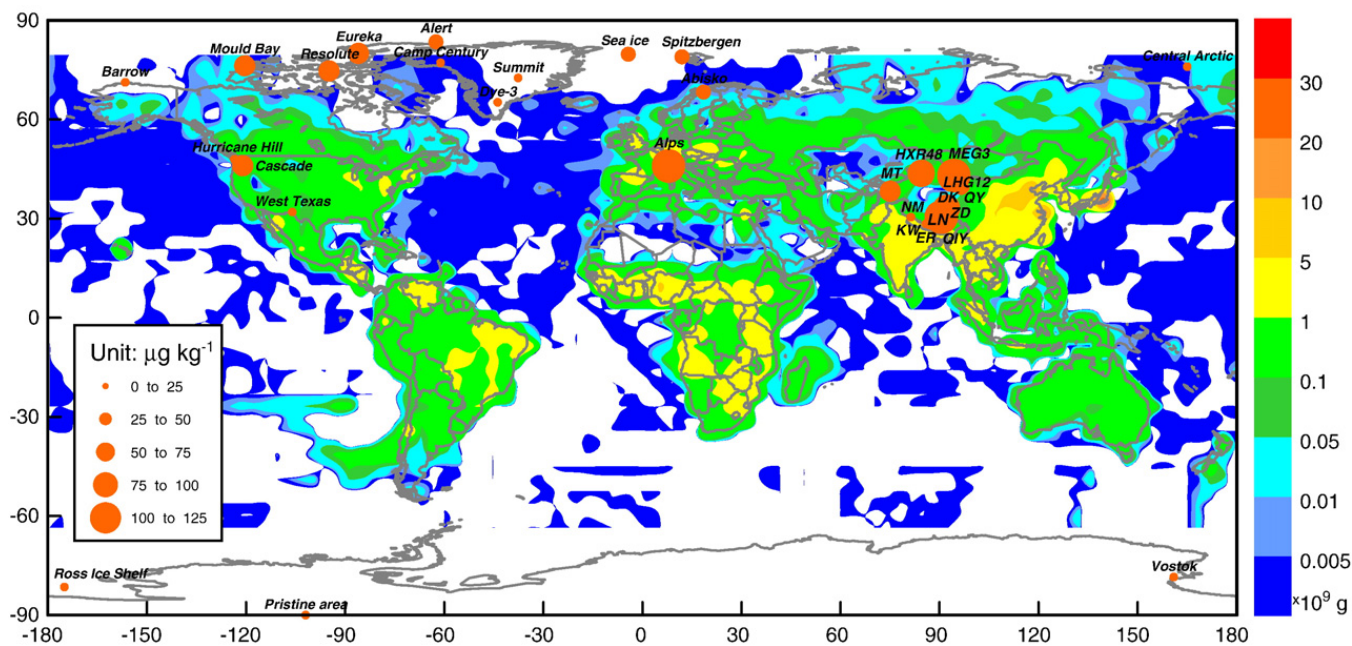 90
60
30
0
-30
-60
-90
-180
-150
-120
-90
-60
-30
0
30
60
90
120
150
180
Alert
Eureka
Mould Bay
Resolute
Camp Century
Barrow
Summit
Dye-3
Sea ice
Spitzbergen
Abisko
Central Arctic
Hurricane Hill
Cascade
West Texas
Alps
HXR48
MEG3
MT
LHG12
DK QY
NM
LN
ZD
KW
ER QIY
Ross Ice Shelf
Pristine area
Vostok
Unit: µg kg-1
0 to 25
25 to 50
50 to 75
75 to 100
100 to 125
30
20
10
5
1
0.1
0.05
0.01
0.005
×10⁹ g